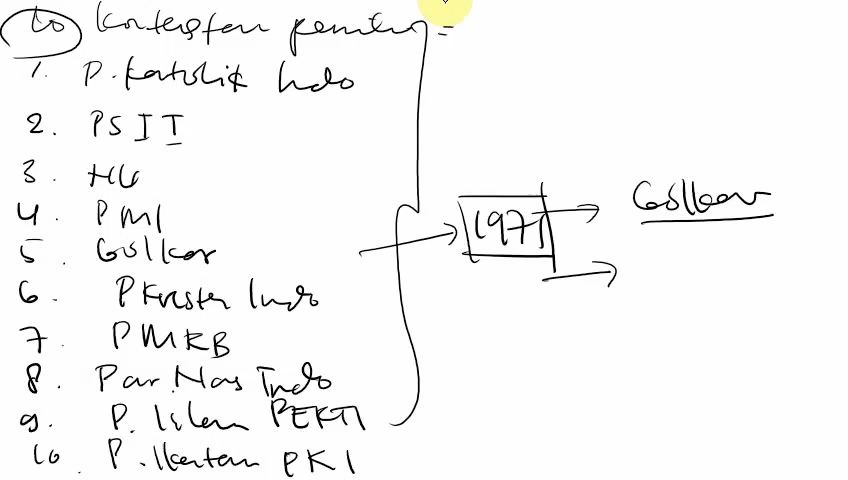 10 Kontestan pemilu =
1. P. Katolik Indo
2. PSII
3. NU
4. PMI
5. Golkar
6. P Kristen Indo
7. PMKB
8. Par. Nas Indo
9. P. Islam PERTI
10. P. Ikatan PKI
1971
Golkar